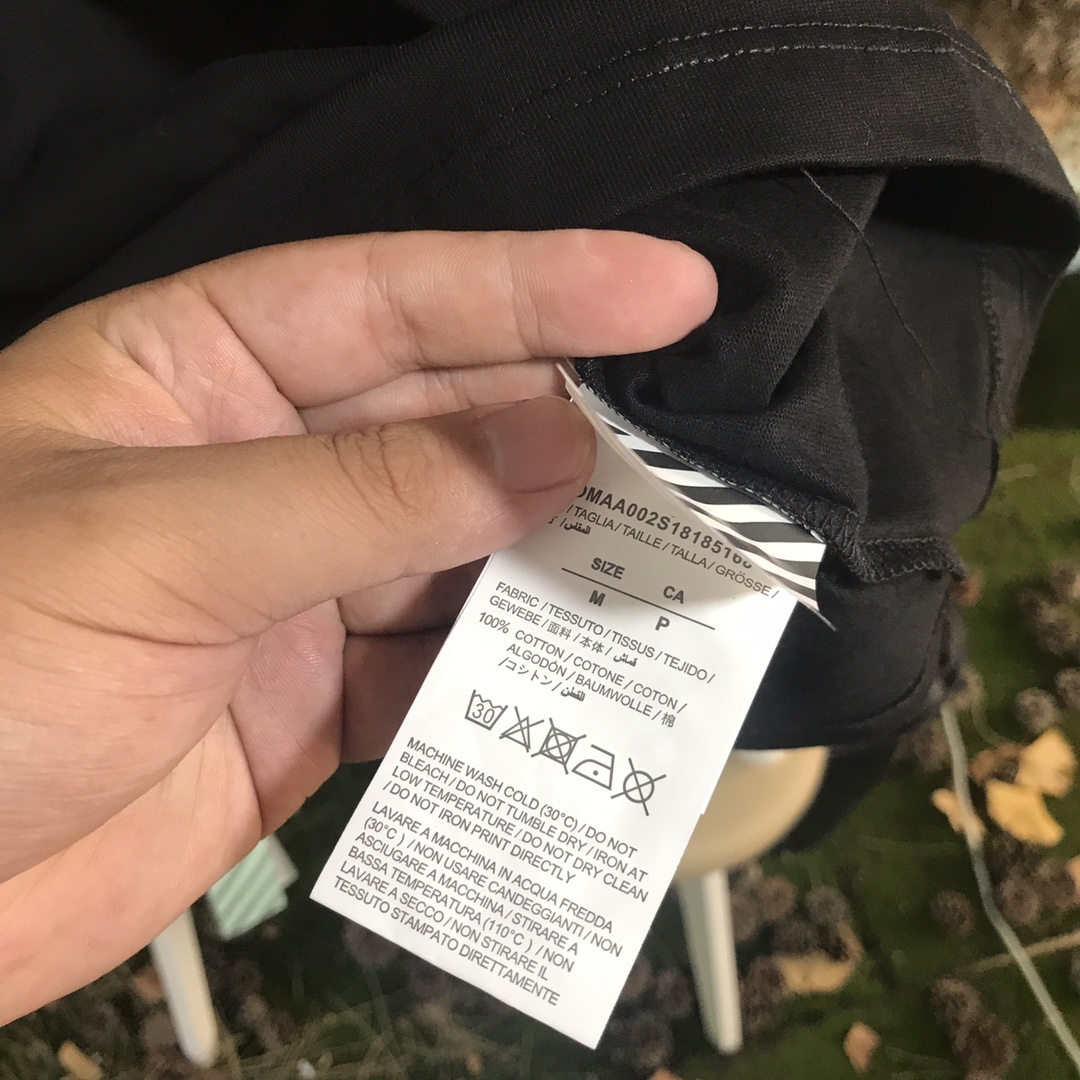 OMAA002S18185168
/ TAGLIA / TAILLE / TALLA / GRÖSSE /
المقاس /
SIZE CA
M P
FABRIC / TESSUTO / TISSUS / TEJIDO /
GEWEBE / 面料 / 本体 / قماش /
100% COTTON / COTONE / COTON /
ALGODÓN / BAUMWOLLE / 棉
/コットン / القطن
30
MACHINE WASH COLD (30°C) / DO NOT
BLEACH / DO NOT TUMBLE DRY / IRON AT
LOW TEMPERATURE / DO NOT DRY CLEAN
/ DO NOT IRON PRINT DIRECTLY
LAVARE A MACCHINA IN ACQUA FREDDA
(30°C ) / NON USARE CANDEGGIANTI / NON
ASCIUGARE A MACCHINA / STIRARE A
BASSA TEMPERATURA (110°C ) / NON
LAVARE A SECCO / NON STIRARE IL
TESSUTO STAMPATO DIRETTAMENTE